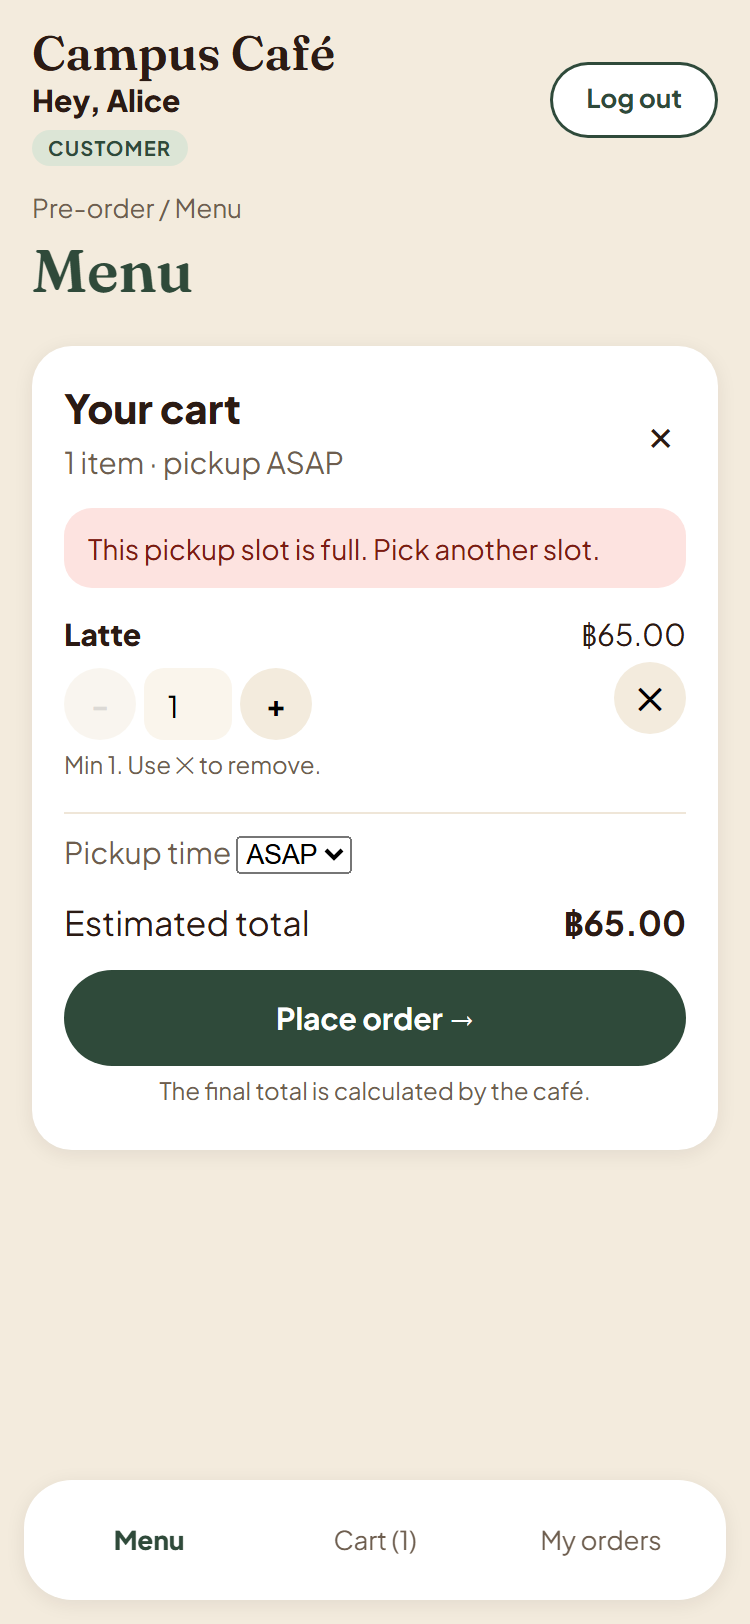 Campus Café
Hey, Alice
Log out
CUSTOMER
Pre-order / Menu
Menu
Your cart
1 item · pickup ASAP
✕
This pickup slot is full. Pick another slot.
Latte ฿65.00
− 1 + ✕
Min 1. Use ✕ to remove.
Pickup time ASAP
Estimated total ฿65.00
Place order →
The final total is calculated by the café.
Menu Cart (1) My orders